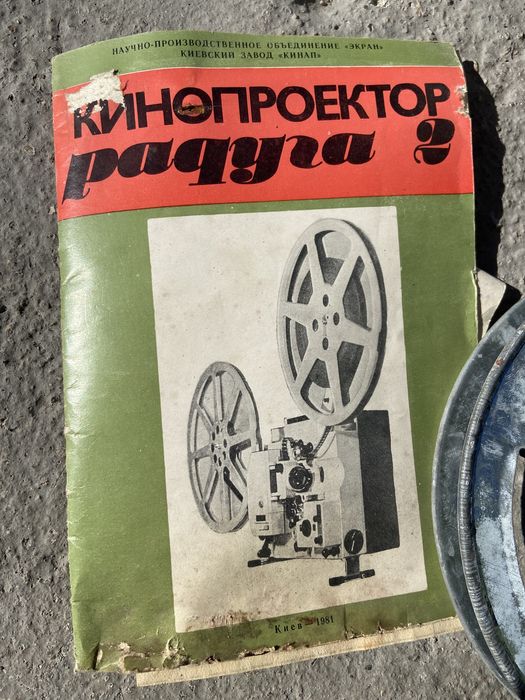 НАУЧНО-ПРОИЗВОДСТВЕННОЕ ОБЪЕДИНЕНИЕ «ЭКРАН»
КИЕВСКИЙ ЗАВОД «КИНАП»
КИНОПРОЕКТОР
радуга 2
Киев — 1981